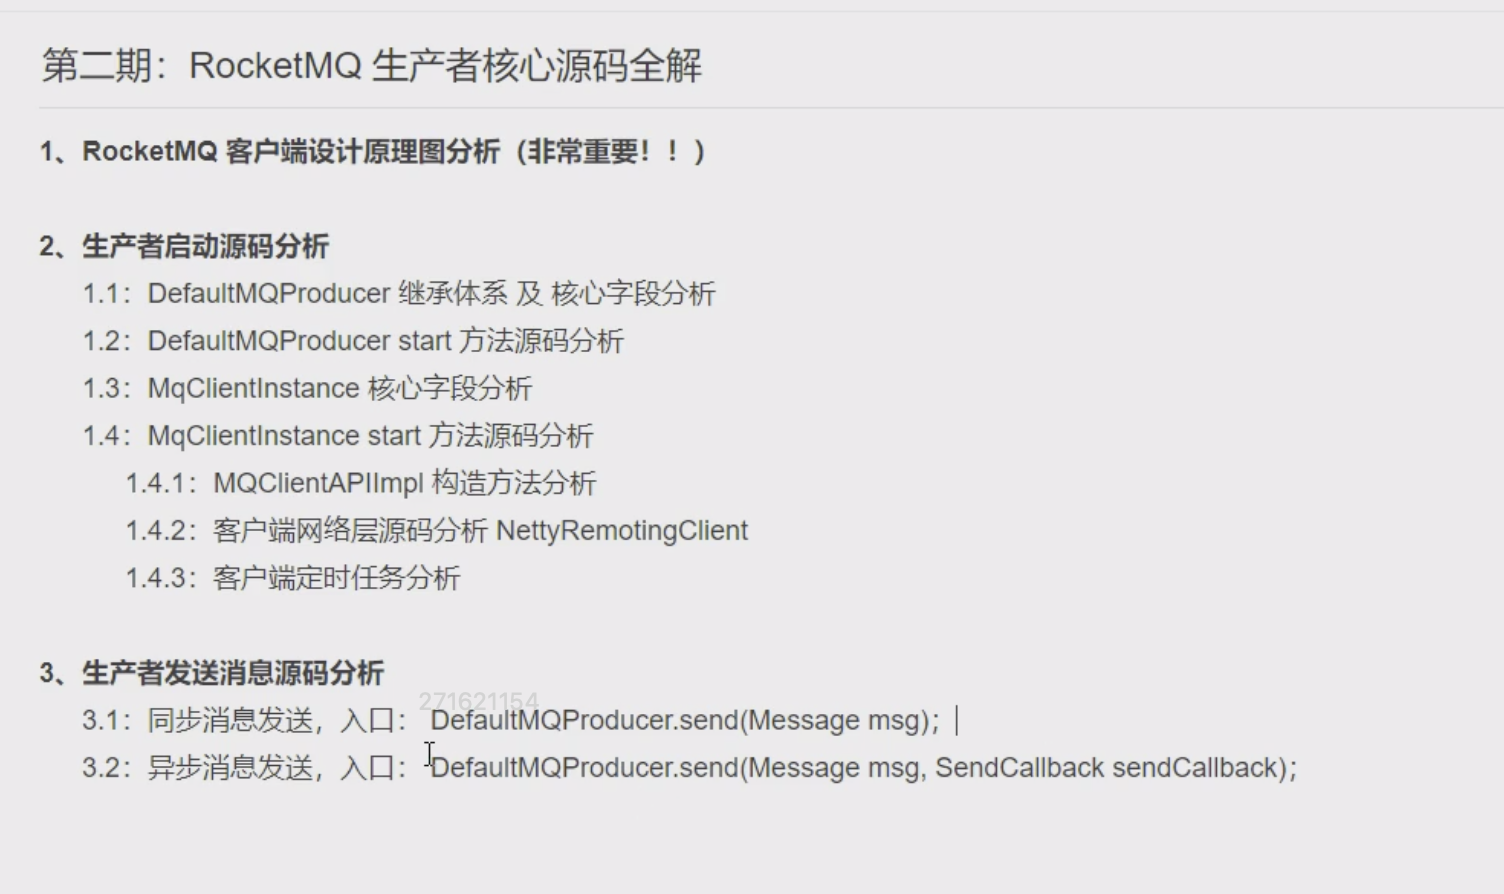 第二期：RocketMQ 生产者核心源码全解
1、RocketMQ 客户端设计原理图分析（非常重要！！）
2、生产者启动源码分析
1.1：DefaultMQProducer 继承体系 及 核心字段分析
1.2：DefaultMQProducer start 方法源码分析
1.3：MqClientInstance 核心字段分析
1.4：MqClientInstance start 方法源码分析
1.4.1：MQClientAPIImpl 构造方法分析
1.4.2：客户端网络层源码分析 NettyRemotingClient
1.4.3：客户端定时任务分析
3、生产者发送消息源码分析
271621154
3.1：同步消息发送，入口： DefaultMQProducer.send(Message msg);
3.2：异步消息发送，入口： DefaultMQProducer.send(Message msg, SendCallback sendCallback);